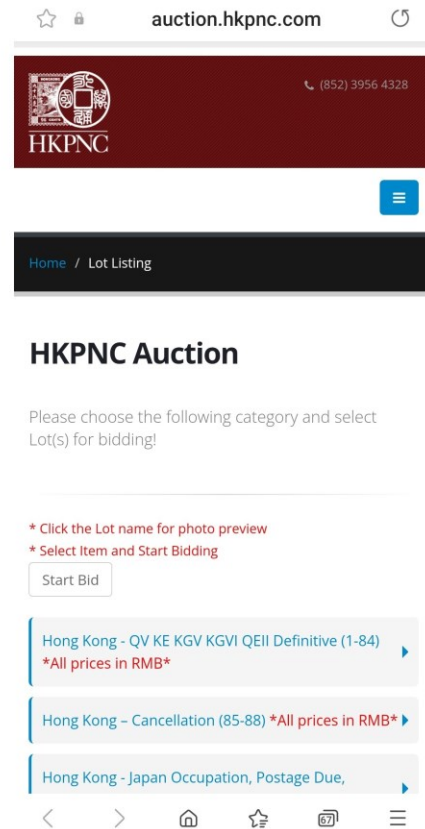 auction.hkpnc.com
(852) 3956 4328
HKPNC
Home / Lot Listing
HKPNC Auction
Please choose the following category and select
Lot(s) for bidding!
* Click the Lot name for photo preview
* Select Item and Start Bidding
Start Bid
Hong Kong - QV KE KGV KGVI QEII Definitive (1-84)
*All prices in RMB*
Hong Kong – Cancellation (85-88) *All prices in RMB*
Hong Kong - Japan Occupation, Postage Due,
67